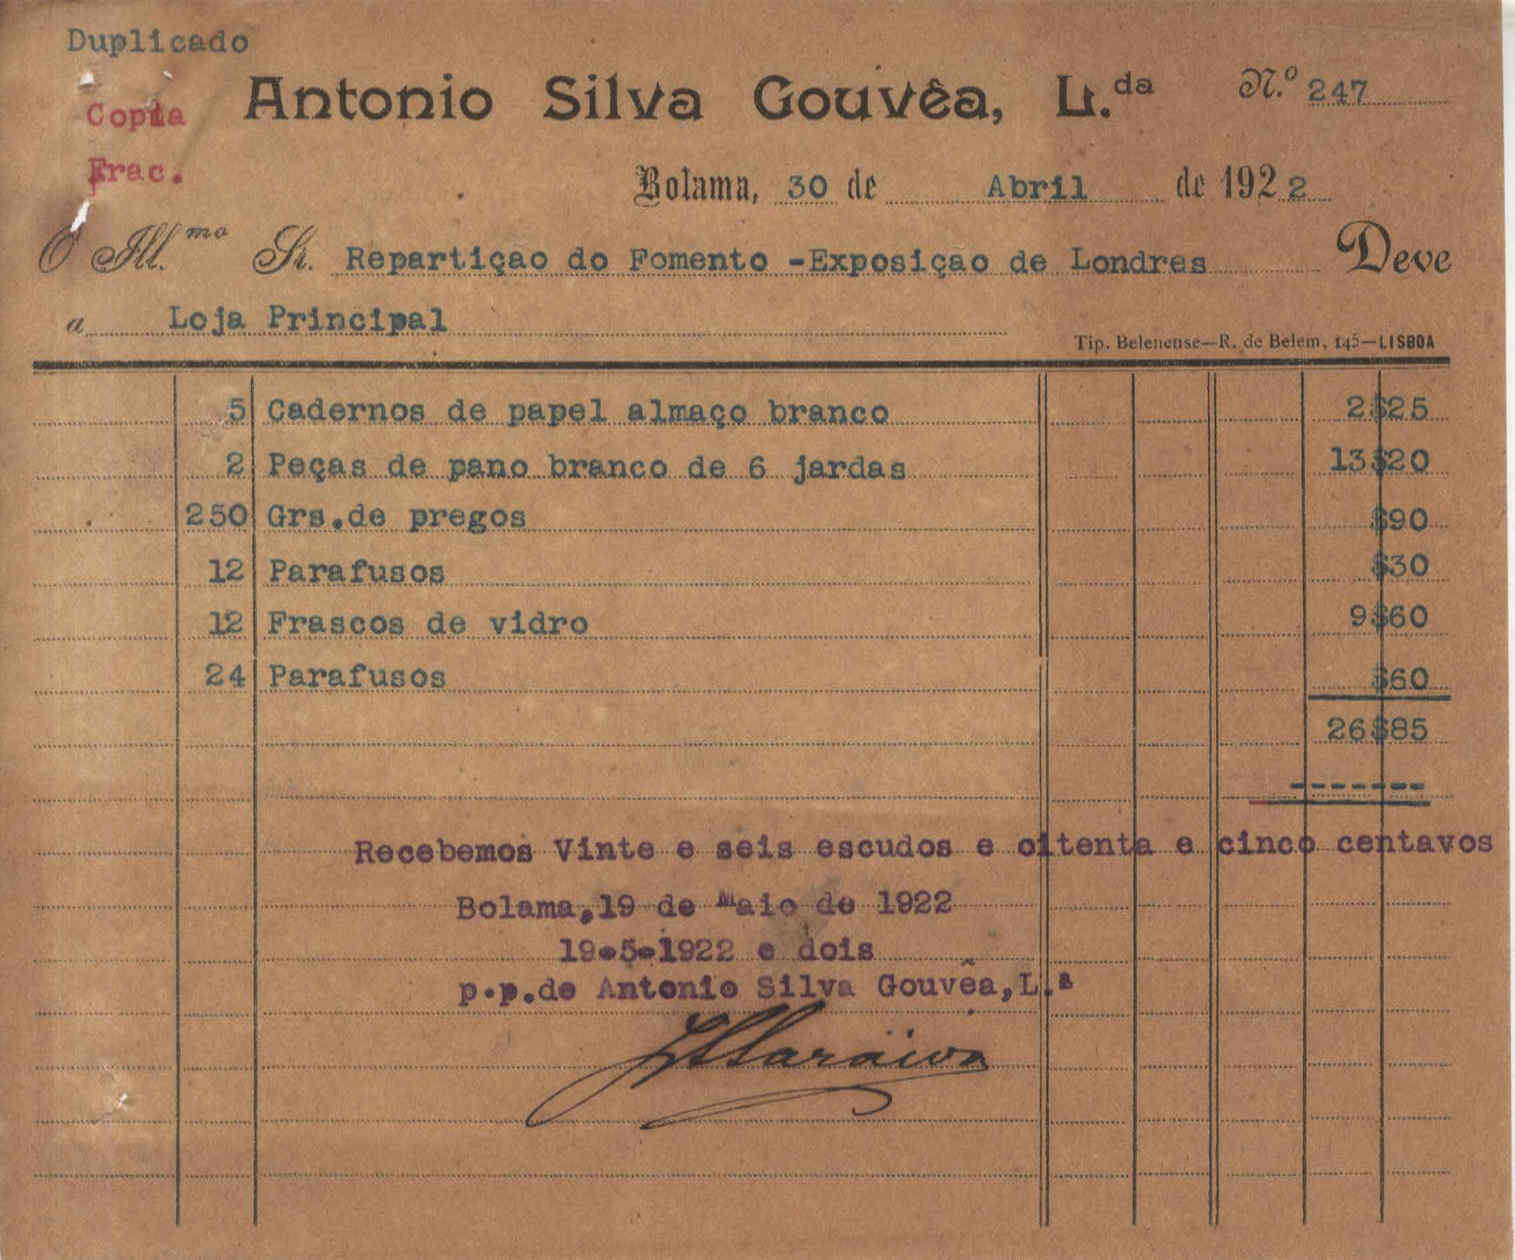 Duplicado
Antonio Silva Gouvêa, L.da Nº 247
Copia
Frac.
Bolama, 30 de Abril de 1922
O Ill.mo Sr. Repartiçao do Fomento -Exposiçao de Londres Deve
a Loja Principal
Tip. Belenense—R. de Belem, 145—LISBOA
5 Cadernos de papel almaço branco 2$25
2 Peças de pano branco de 6 jardas 13$20
250 Grs.de pregos $90
12 Parafusos $30
12 Frascos de vidro 9$60
24 Parafusos $60
26$85
Recebemos Vinte e seis escudos e oitenta e cinco centavos
Bolama,19 de Maio de 1922
19-5-1922 e dois
p.p.de Antonio Silva Gouvêa,L.a
Saraiva